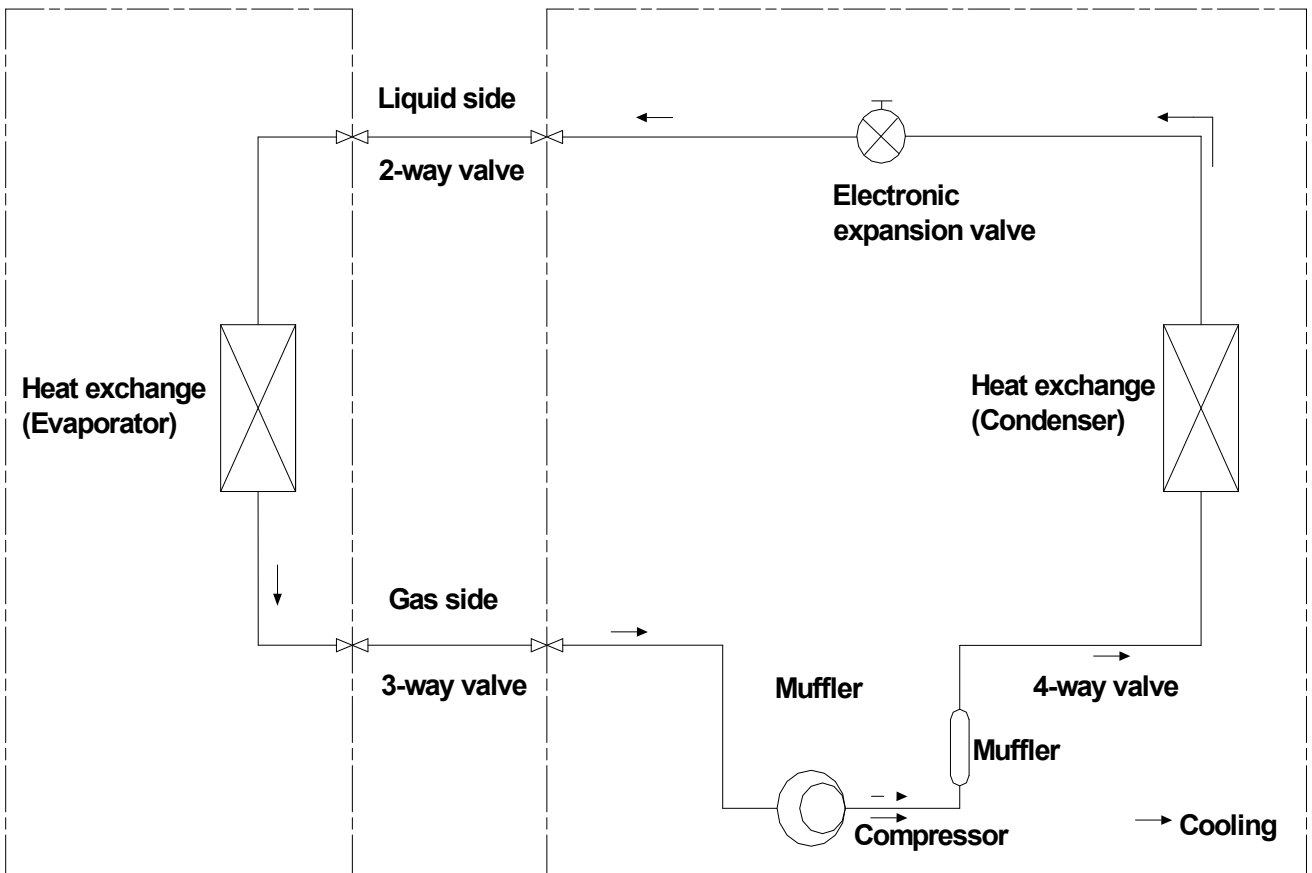 Liquid side
2-way valve
Electronic
expansion valve
Heat exchange
(Evaporator)
Heat exchange
(Condenser)
Gas side
3-way valve
Muffler
4-way valve
Muffler
Compressor
Cooling